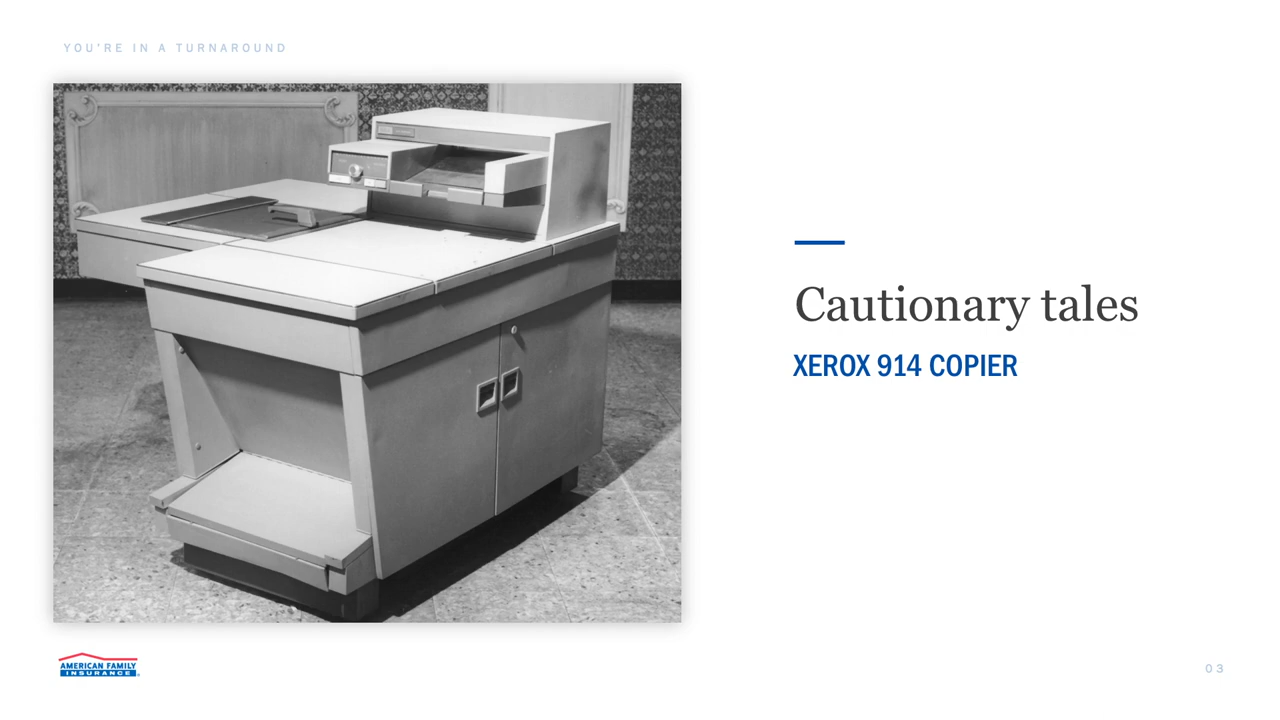 YOU'RE IN A TURNAROUND
Cautionary tales
XEROX 914 COPIER
AMERICAN FAMILY
INSURANCE
03